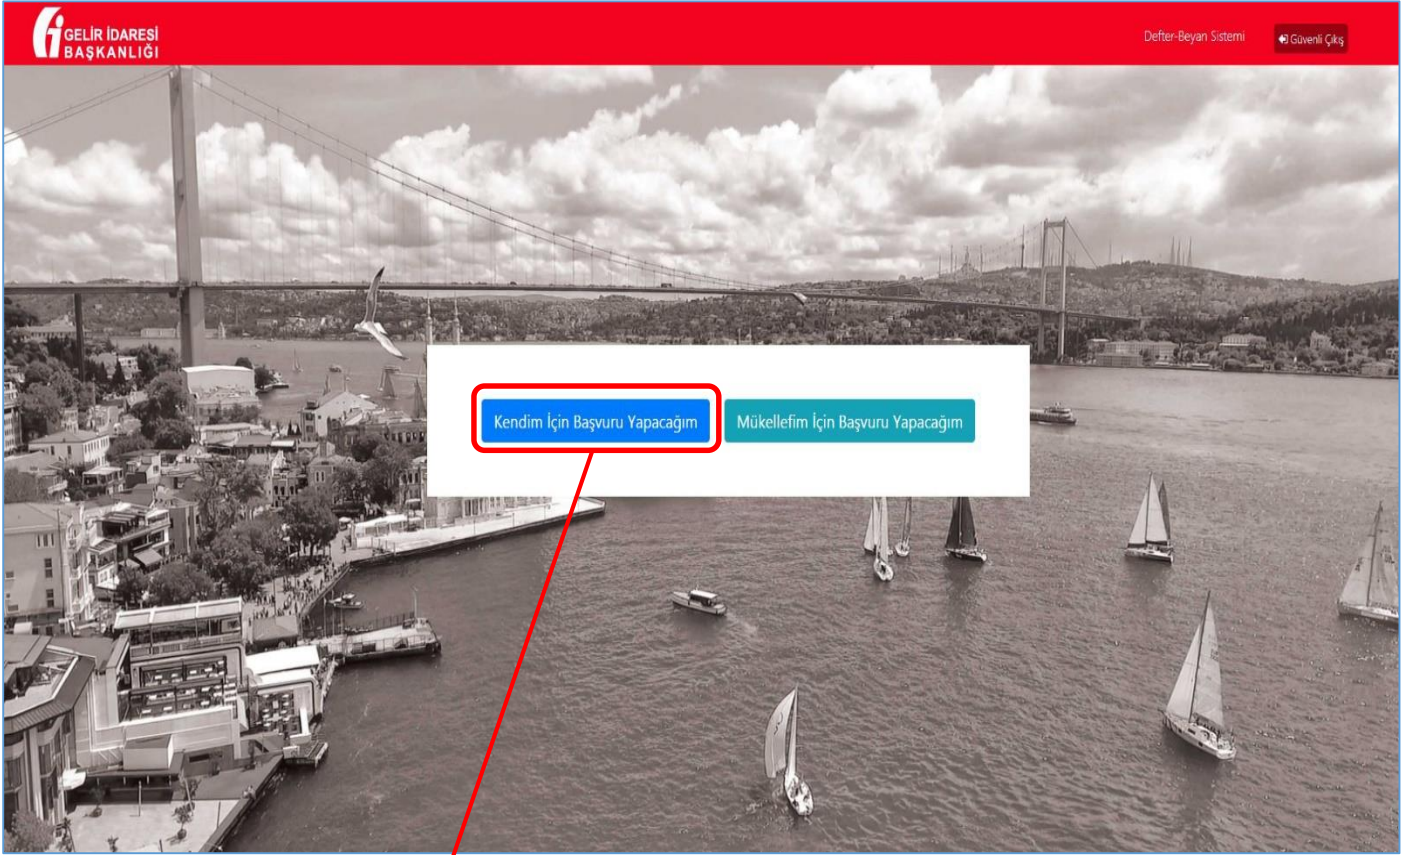 GELİR İDARESİ
BAŞKANLIĞI
Defter-Beyan Sistemi
Güvenli Çıkış
Kendim İçin Başvuru Yapacağım
Mükellefim İçin Başvuru Yapacağım